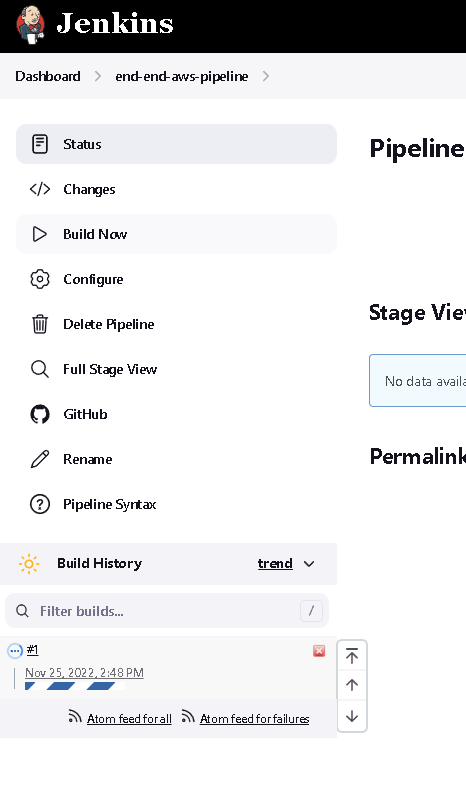 Jenkins
Dashboard
end-end-aws-pipeline
Status
Pipeline
Changes
Build Now
Configure
Stage Vie
Delete Pipeline
Full Stage View
No data availa
GitHub
Rename
Permalink
Pipeline Syntax
Build History
trend
Filter builds...
/
#1
Nov 25, 2022, 2:48 PM
Atom feed for all
Atom feed for failures